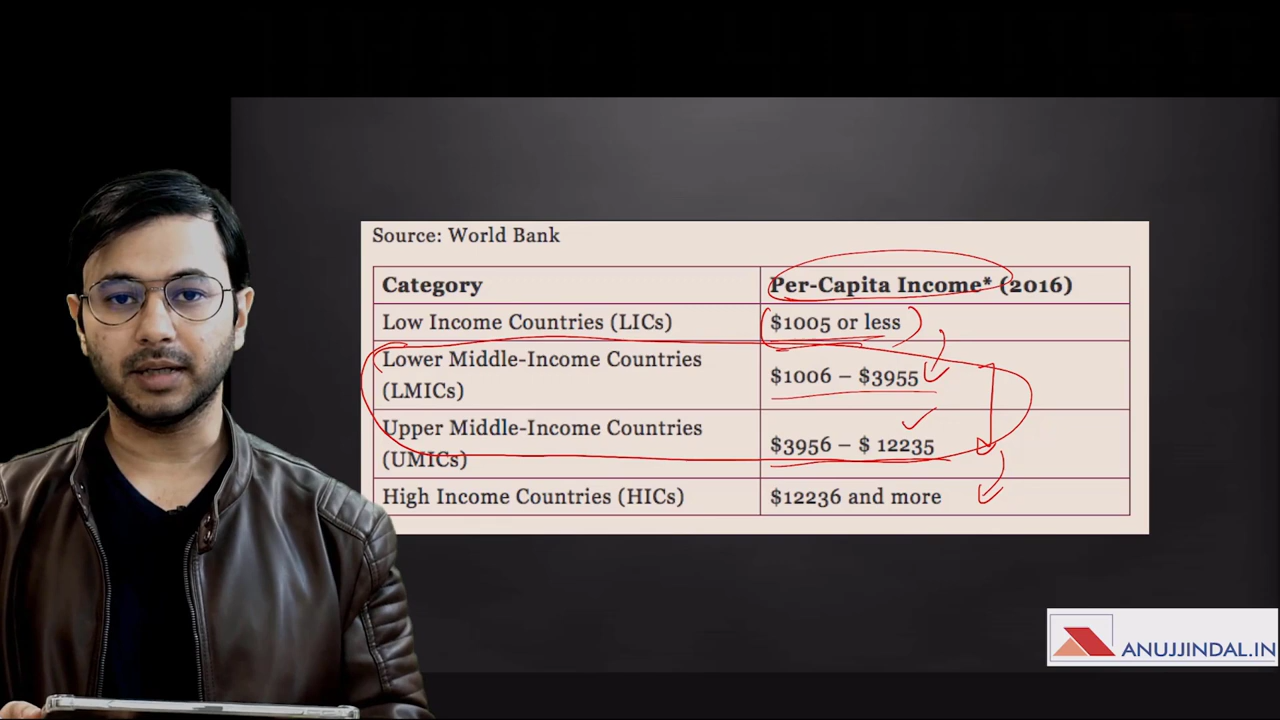 Source: World Bank
Category Per-Capita Income* (2016)
Low Income Countries (LICs) $1005 or less
Lower Middle-Income Countries
(LMICs) $1006 – $3955
Upper Middle-Income Countries
(UMICs) $3956 – $ 12235
High Income Countries (HICs) $12236 and more
ANUJJINDAL.IN